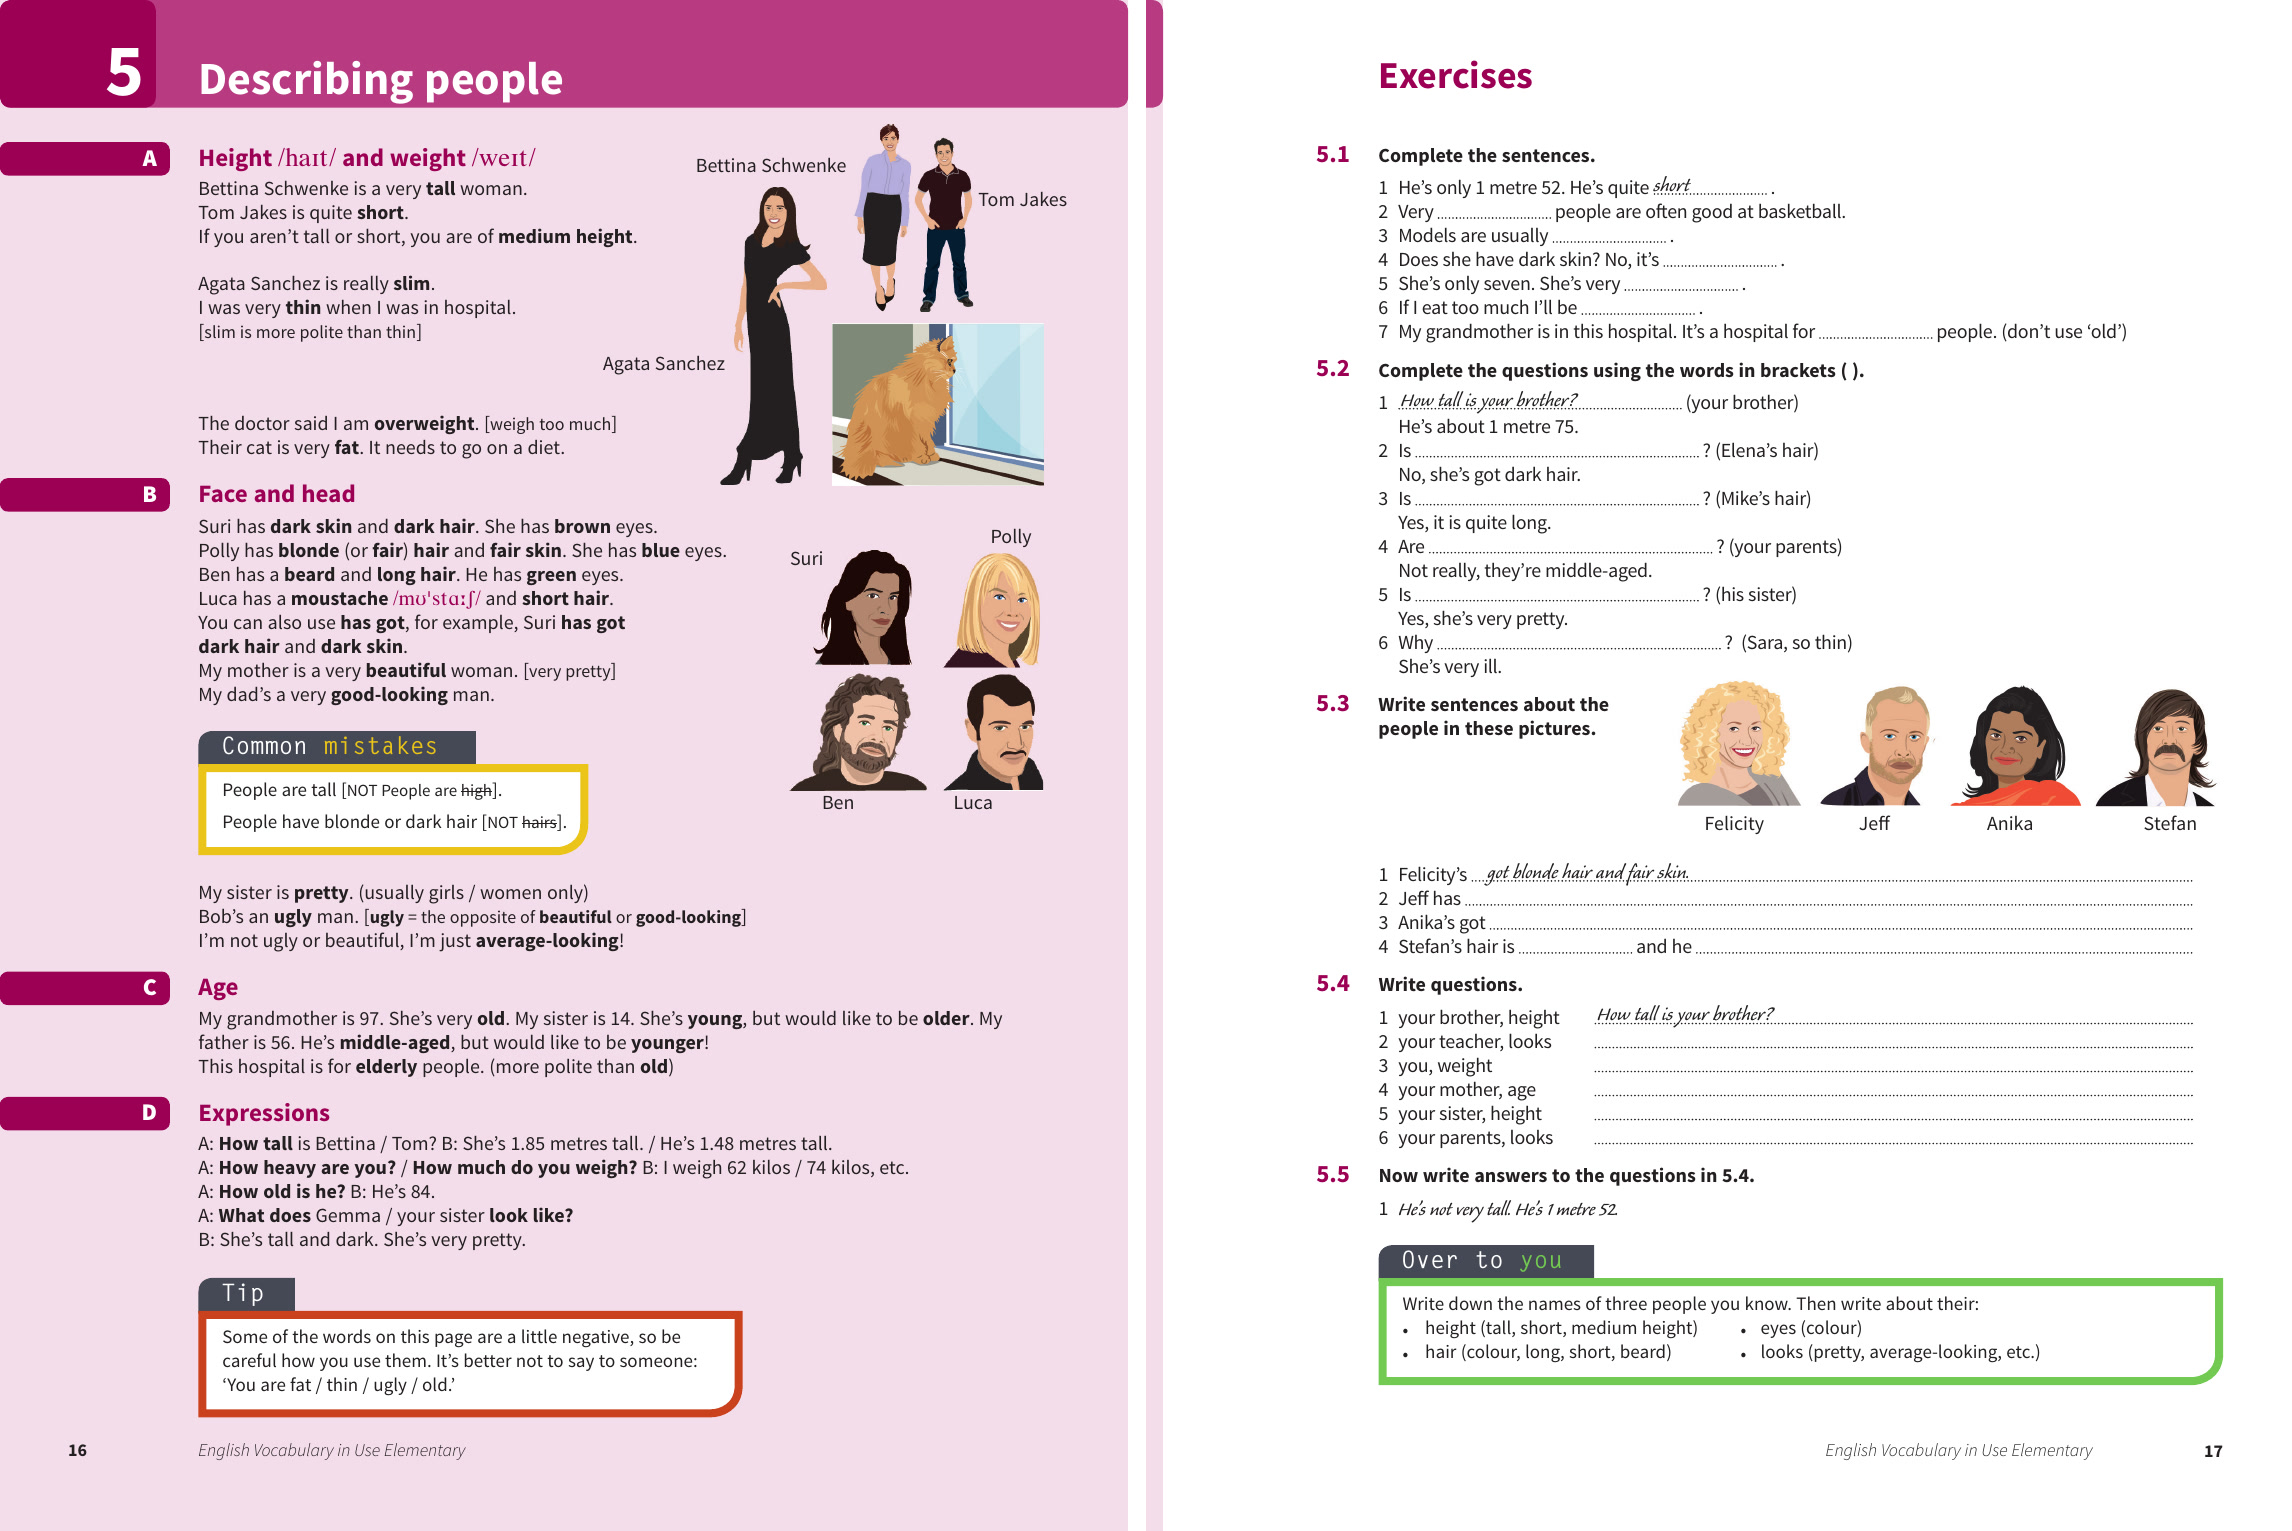 5
Describing people
A
Height /haɪt/ and weight /weɪt/
Bettina Schwenke is a very tall woman.
Tom Jakes is quite short.
If you aren't tall or short, you are of medium height.
Agata Sanchez is really slim.
I was very thin when I was in hospital.
[slim is more polite than thin]
The doctor said I am overweight. [weigh too much]
Their cat is very fat. It needs to go on a diet.
Bettina Schwenke
Tom Jakes
Agata Sanchez
B
Face and head
Suri has dark skin and dark hair. She has brown eyes.
Polly has blonde (or fair) hair and fair skin. She has blue eyes.
Ben has a beard and long hair. He has green eyes.
Luca has a moustache /mʊˈstɑːʃ/ and short hair.
You can also use has got, for example, Suri has got
dark hair and dark skin.
My mother is a very beautiful woman. [very pretty]
My dad's a very good-looking man.
Suri
Polly
Ben
Luca
Common mistakes
People are tall [NOT People are high].
People have blonde or dark hair [NOT hairs].
My sister is pretty. (usually girls / women only)
Bob's an ugly man. [ugly = the opposite of beautiful or good-looking]
I'm not ugly or beautiful, I'm just average-looking!
C
Age
My grandmother is 97. She's very old. My sister is 14. She's young, but would like to be older. My
father is 56. He's middle-aged, but would like to be younger!
This hospital is for elderly people. (more polite than old)
D
Expressions
A: How tall is Bettina / Tom? B: She's 1.85 metres tall. / He's 1.48 metres tall.
A: How heavy are you? / How much do you weigh? B: I weigh 62 kilos / 74 kilos, etc.
A: How old is he? B: He's 84.
A: What does Gemma / your sister look like?
B: She's tall and dark. She's very pretty.
Tip
Some of the words on this page are a little negative, so be
careful how you use them. It's better not to say to someone:
'You are fat / thin / ugly / old.'
16
English Vocabulary in Use Elementary
Exercises
5.1 Complete the sentences.
1 He's only 1 metre 52. He's quite short .
2 Very people are often good at basketball.
3 Models are usually .
4 Does she have dark skin? No, it's .
5 She's only seven. She's very .
6 If I eat too much I'll be .
7 My grandmother is in this hospital. It's a hospital for people. (don't use 'old')
5.2 Complete the questions using the words in brackets ( ).
1 How tall is your brother? (your brother)
He's about 1 metre 75.
2 Is ? (Elena's hair)
No, she's got dark hair.
3 Is ? (Mike's hair)
Yes, it is quite long.
4 Are ? (your parents)
Not really, they're middle-aged.
5 Is ? (his sister)
Yes, she's very pretty.
6 Why ? (Sara, so thin)
She's very ill.
5.3 Write sentences about the
people in these pictures.
Felicity
Jeff
Anika
Stefan
1 Felicity's got blonde hair and fair skin.
2 Jeff has
3 Anika's got
4 Stefan's hair is and he
5.4 Write questions.
1 your brother, height How tall is your brother?
2 your teacher, looks
3 you, weight
4 your mother, age
5 your sister, height
6 your parents, looks
5.5 Now write answers to the questions in 5.4.
1 He's not very tall. He's 1 metre 52.
Over to you
Write down the names of three people you know. Then write about their:
• height (tall, short, medium height) • eyes (colour)
• hair (colour, long, short, beard) • looks (pretty, average-looking, etc.)
English Vocabulary in Use Elementary
17